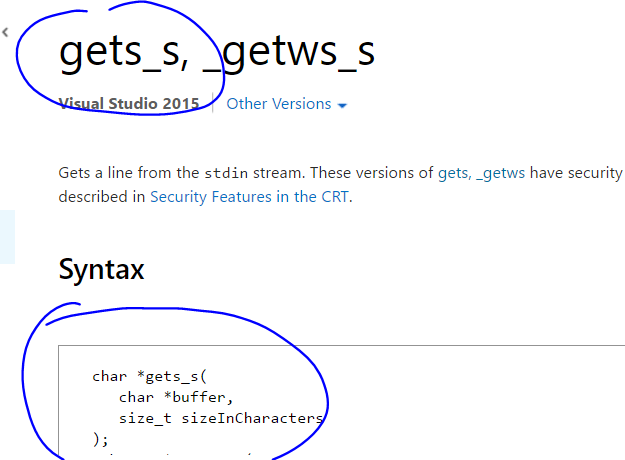 gets_s, _getws_s
Visual Studio 2015 Other Versions
Gets a line from the stdin stream. These versions of gets, _getws have security
described in Security Features in the CRT.
Syntax
char *gets_s(
char *buffer,
size_t sizeInCharacters
);